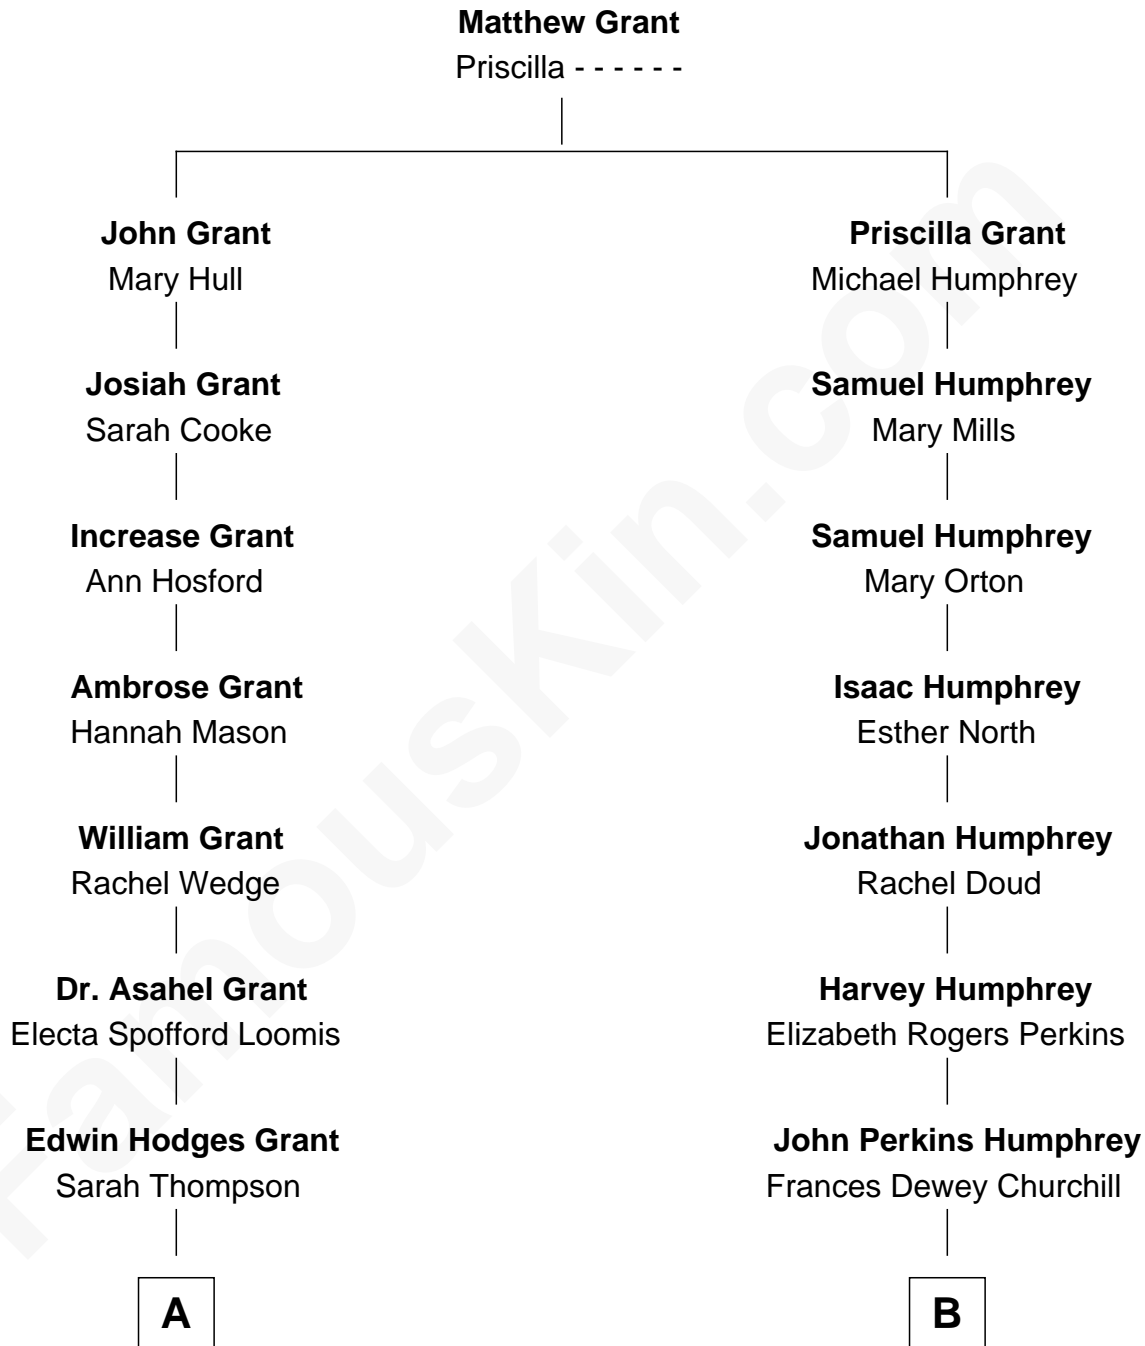 Matthew Grant
Priscilla - - - - - -
John Grant
Mary Hull
Priscilla Grant
Michael Humphrey
Josiah Grant
Sarah Cooke
Samuel Humphrey
Mary Mills
Increase Grant
Ann Hosford
Samuel Humphrey
Mary Orton
Ambrose Grant
Hannah Mason
Isaac Humphrey
Esther North
William Grant
Rachel Wedge
Jonathan Humphrey
Rachel Doud
Dr. Asahel Grant
Electa Spofford Loomis
Harvey Humphrey
Elizabeth Rogers Perkins
Edwin Hodges Grant
Sarah Thompson
John Perkins Humphrey
Frances Dewey Churchill
A
B
FamousKin.com